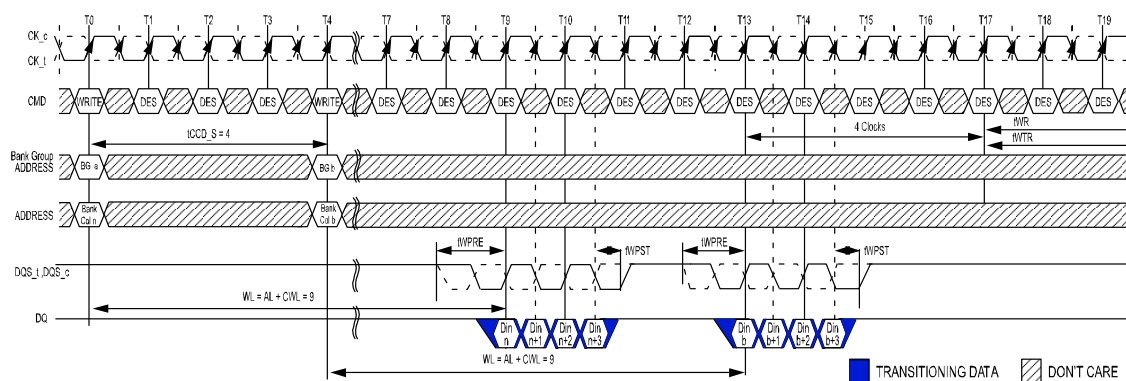 T0 T1 T2 T3 T4 T7 T8 T9 T10 T11 T12 T13 T14 T15 T16 T17 T18 T19
CK_c
CK_t
CMD WRITE DES DES DES WRITE DES DES DES DES DES DES DES DES DES DES DES DES DES
tCCD_S = 4
4 Clocks
tWR
tWTR
Bank Group
ADDRESS
BG a
BG b
ADDRESS
Bank
Col n
Bank
Col b
tWPRE
tWPST
tWPRE
tWPST
DQS_t ,DQS_c
WL = AL + CWL = 9
DQ
Din
n
Din
n+1
Din
n+2
Din
n+3
Din
b
Din
b+1
Din
b+2
Din
b+3
WL = AL + CWL = 9
TRANSITIONING DATA
DON'T CARE